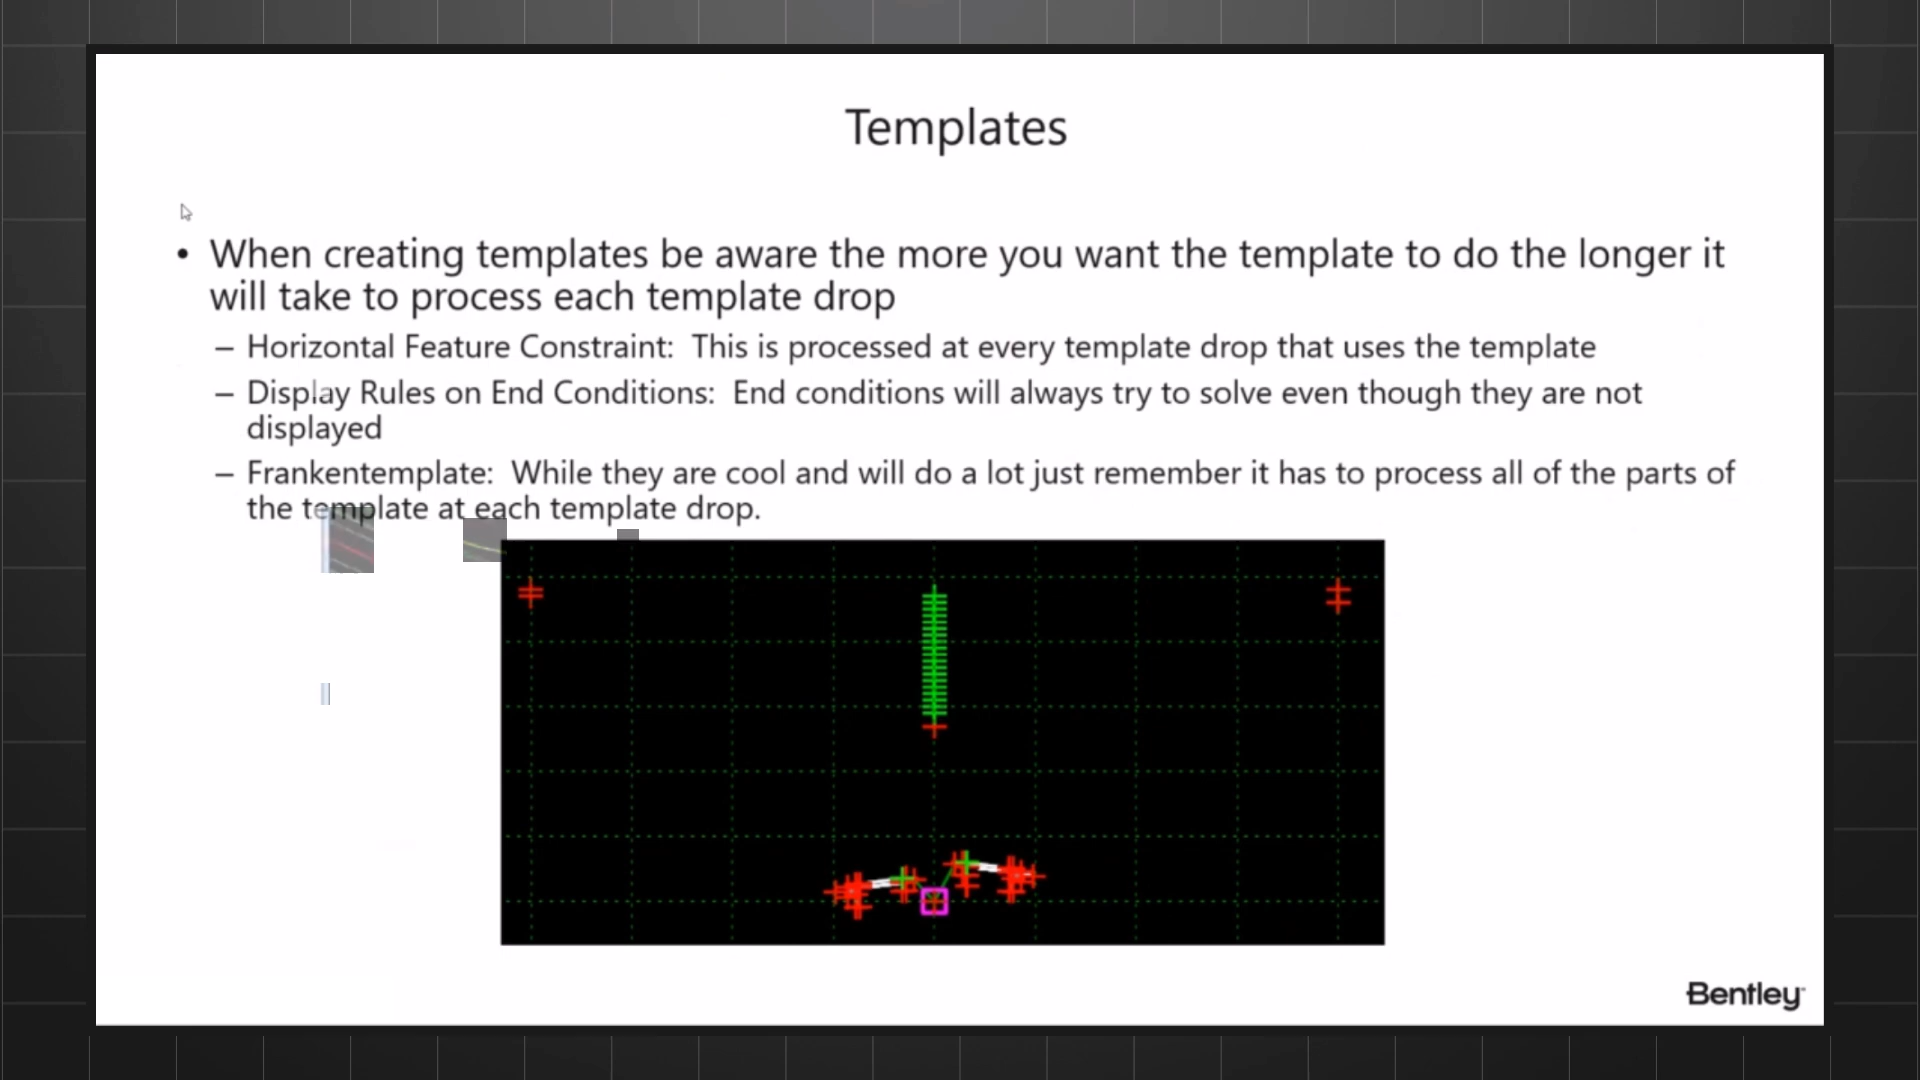 Templates
• When creating templates be aware the more you want the template to do the longer it
will take to process each template drop
– Horizontal Feature Constraint:  This is processed at every template drop that uses the template
– Display Rules on End Conditions:  End conditions will always try to solve even though they are not
displayed
– Frankentemplate:  While they are cool and will do a lot just remember it has to process all of the parts of
the template at each template drop.
Bentley